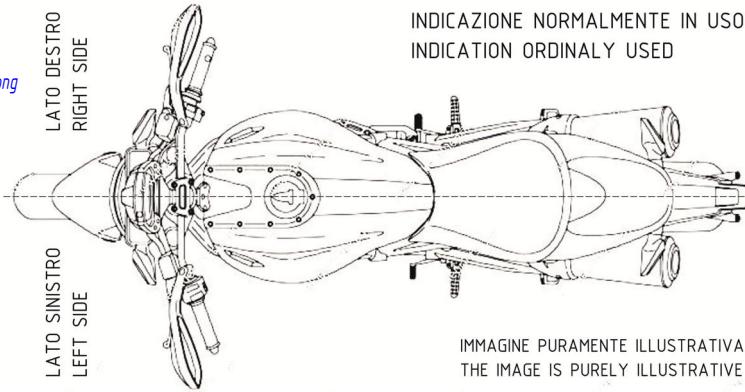 INDICAZIONE NORMALMENTE IN USO
INDICATION ORDINALY USED
LATO DESTRO
RIGHT SIDE
LATO SINISTRO
LEFT SIDE
IMMAGINE PURAMENTE ILLUSTRATIVA
THE IMAGE IS PURELY ILLUSTRATIVE